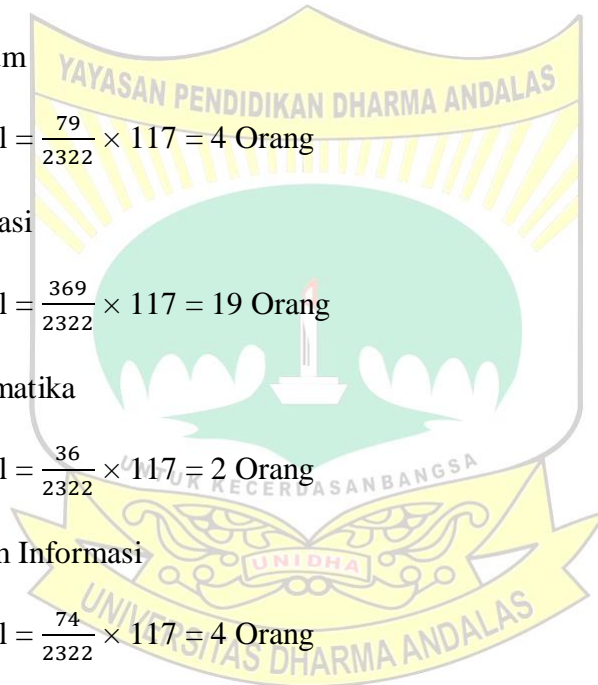 um
YAYASAN PENDIDIKAN DHARMA ANDALAS
l = 79/2322 × 117 = 4 Orang
asi
l = 369/2322 × 117 = 19 Orang
matika
l = 36/2322 × 117 = 2 Orang
UNTUK KECERDASAN BANGSA
n Informasi
UNIDHA
l = 74/2322 × 117 = 4 Orang
UNIVERSITAS DHARMA ANDALAS